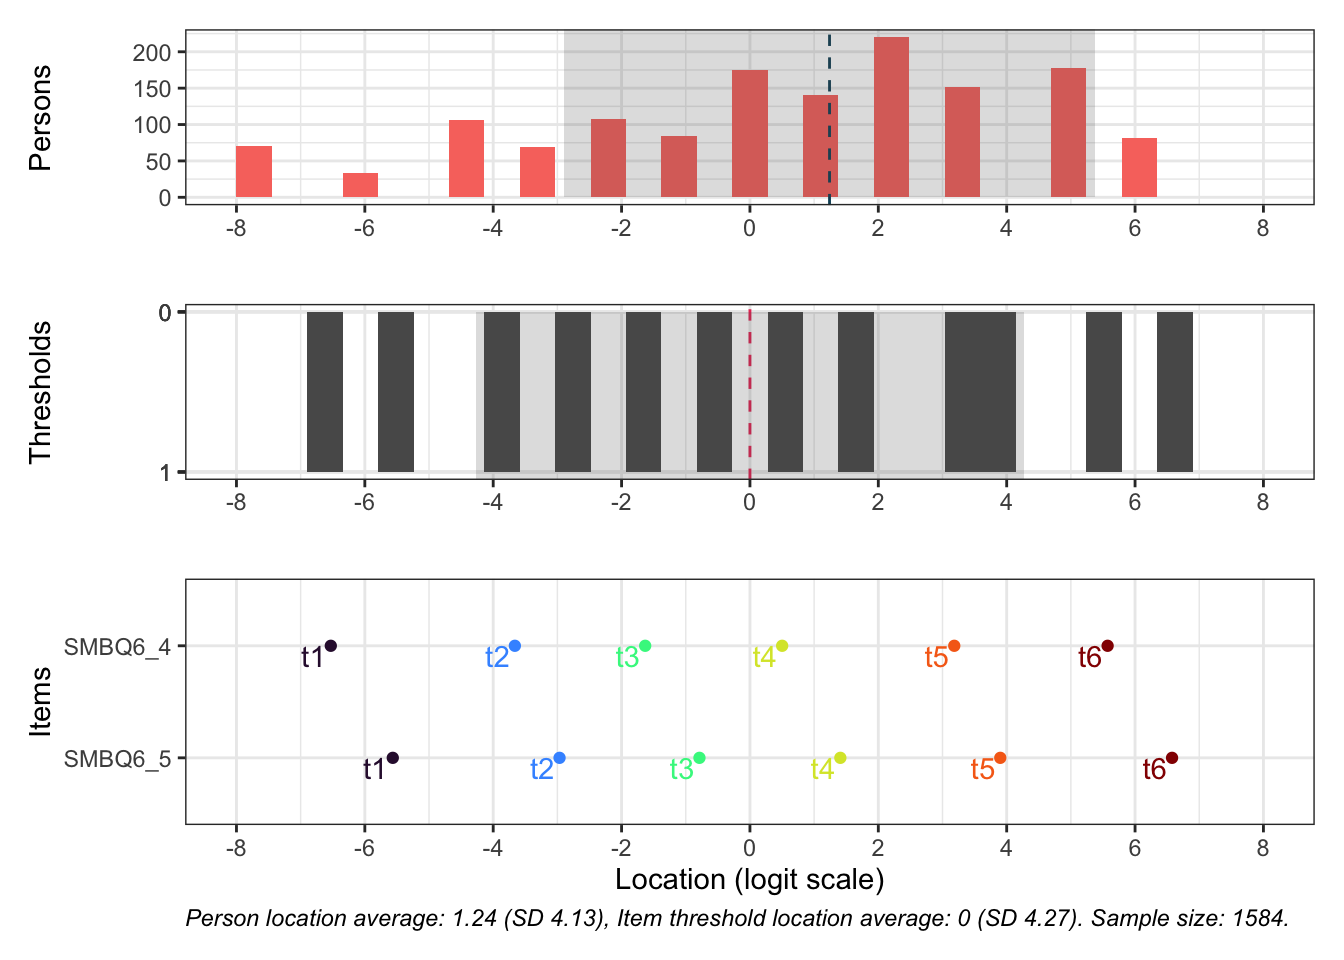 Persons
200
150
100
50
0
-8 -6 -4 -2 0 2 4 6 8
Thresholds
0
1
-8 -6 -4 -2 0 2 4 6 8
Items
SMBQ6_4 t1 t2 t3 t4 t5 t6
SMBQ6_5 t1 t2 t3 t4 t5 t6
-8 -6 -4 -2 0 2 4 6 8
Location (logit scale)
Person location average: 1.24 (SD 4.13), Item threshold location average: 0 (SD 4.27). Sample size: 1584.